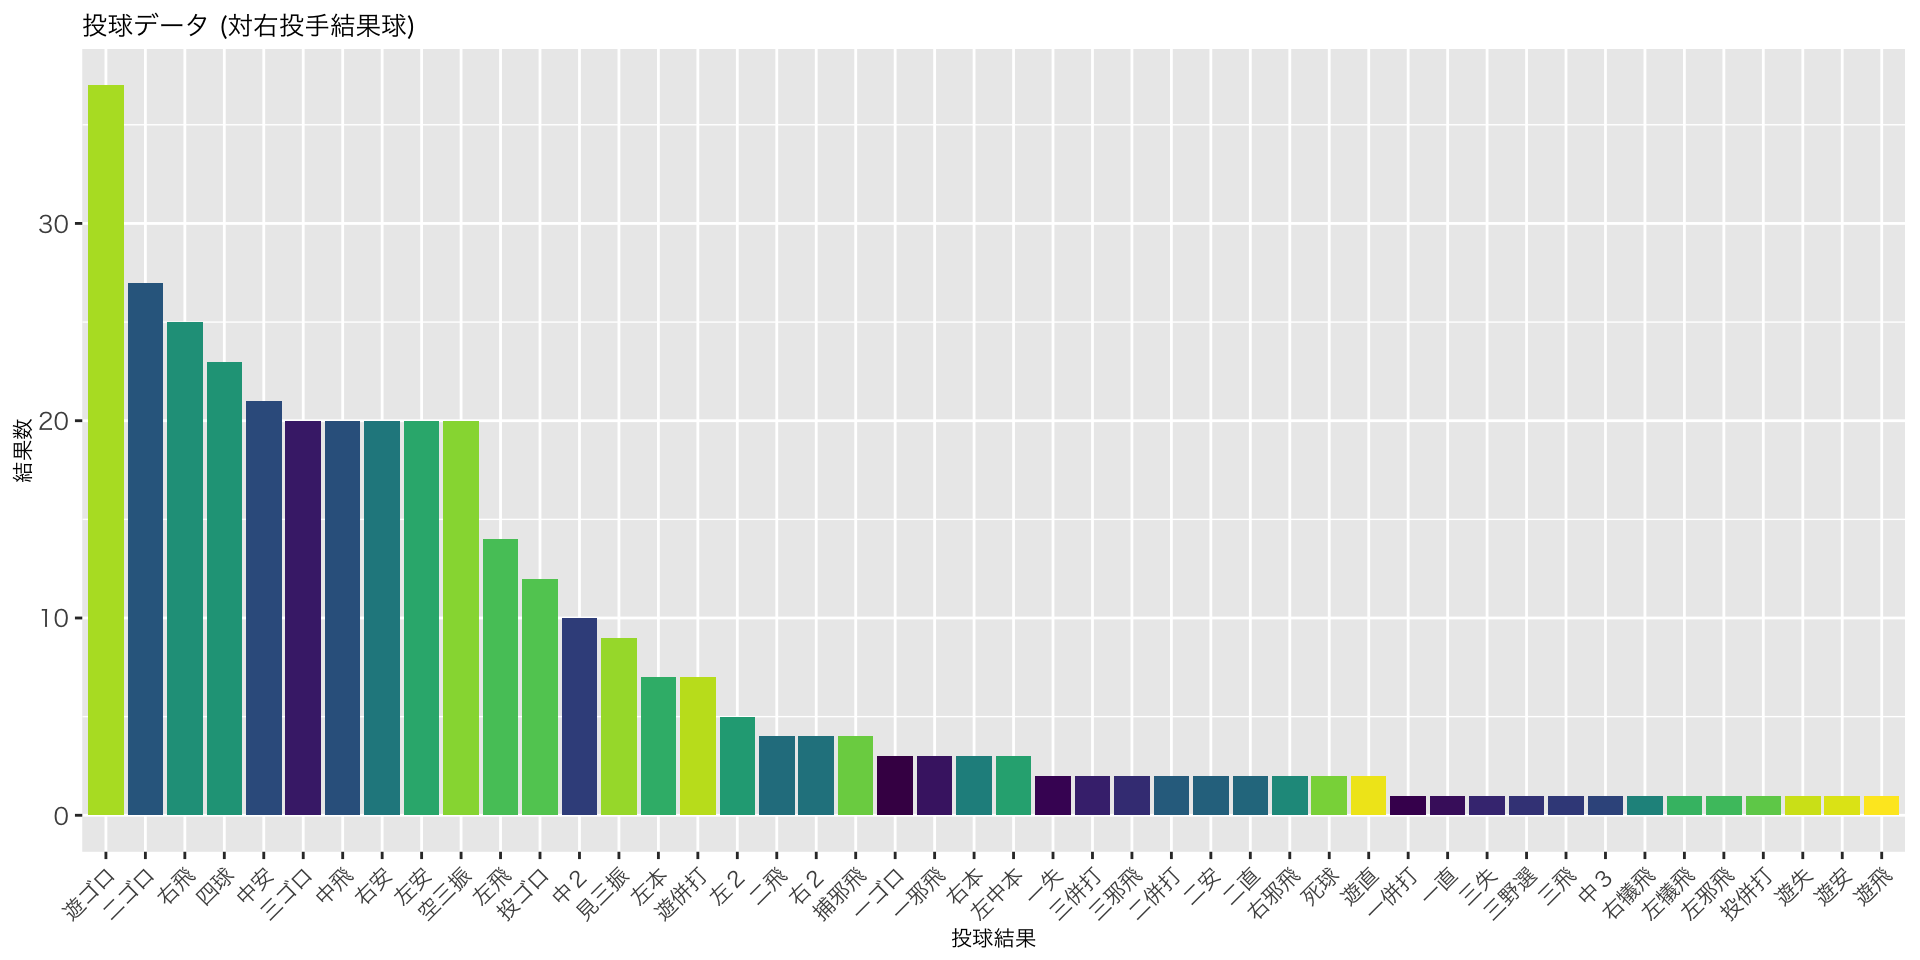 投球データ (対右投手結果球)
結果数
30
20
10
0
遊ゴロ
二ゴロ
右飛
四球
中安
三ゴロ
中飛
右安
左安
空三振
左飛
投ゴロ
中２
見三振
左本
遊併打
左２
二飛
右２
捕邪飛
一ゴロ
一邪飛
右本
左中本
一失
三併打
三邪飛
二併打
二安
二直
右邪飛
死球
遊直
一併打
一直
三失
三野選
三飛
中３
右犠飛
左犠飛
左邪飛
投併打
遊失
遊安
遊飛
投球結果